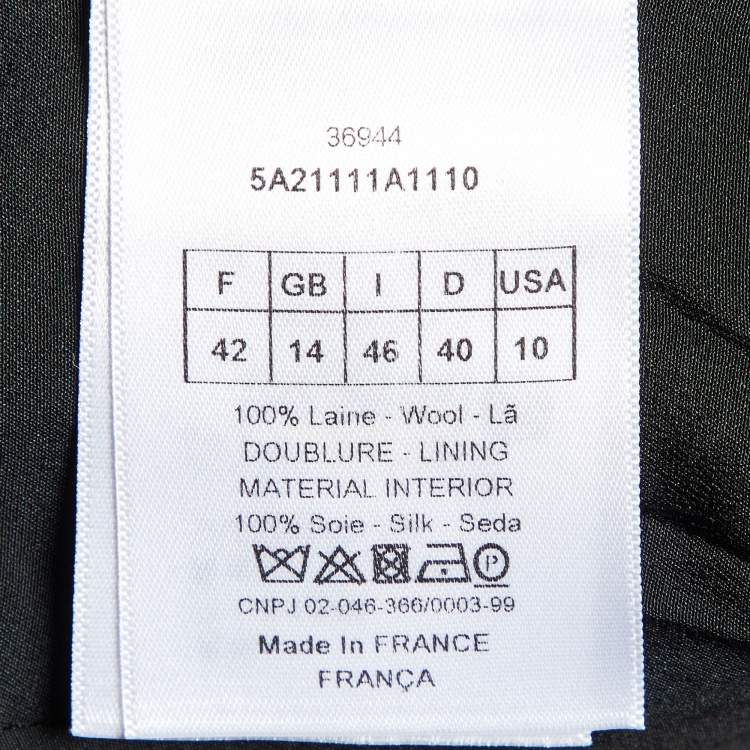 36944
5A21111A1110
F GB I D USA
42 14 46 40 10
100% Laine - Wool - Lã
DOUBLURE - LINING
MATERIAL INTERIOR
100% Soie - Silk - Seda
P
CNPJ 02-046-366/0003-99
Made In FRANCE
FRANÇA